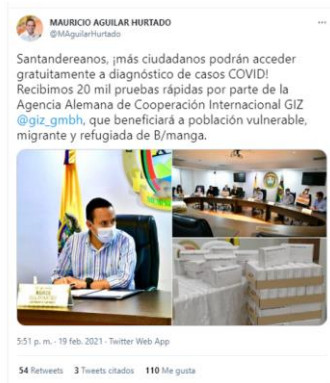 MAURICIO AGUILAR HURTADO
@MAguilarHurtado
Santandereanos, ¡más ciudadanos podrán acceder
gratuitamente a diagnóstico de casos COVID!
Recibimos 20 mil pruebas rápidas por parte de la
Agencia Alemana de Cooperación Internacional GIZ
@giz_gmbh, que beneficiará a población vulnerable,
migrante y refugiada de B/manga.
5:51 p. m. · 19 feb. 2021 · Twitter Web App
54 Retweets 3 Tweets citados 110 Me gusta